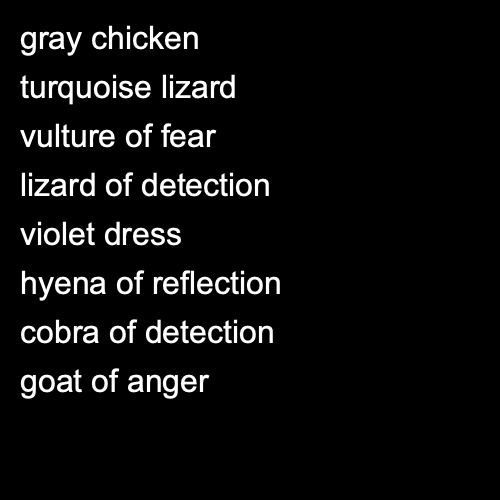 gray chicken
turquoise lizard
vulture of fear
lizard of detection
violet dress
hyena of reflection
cobra of detection
goat of anger